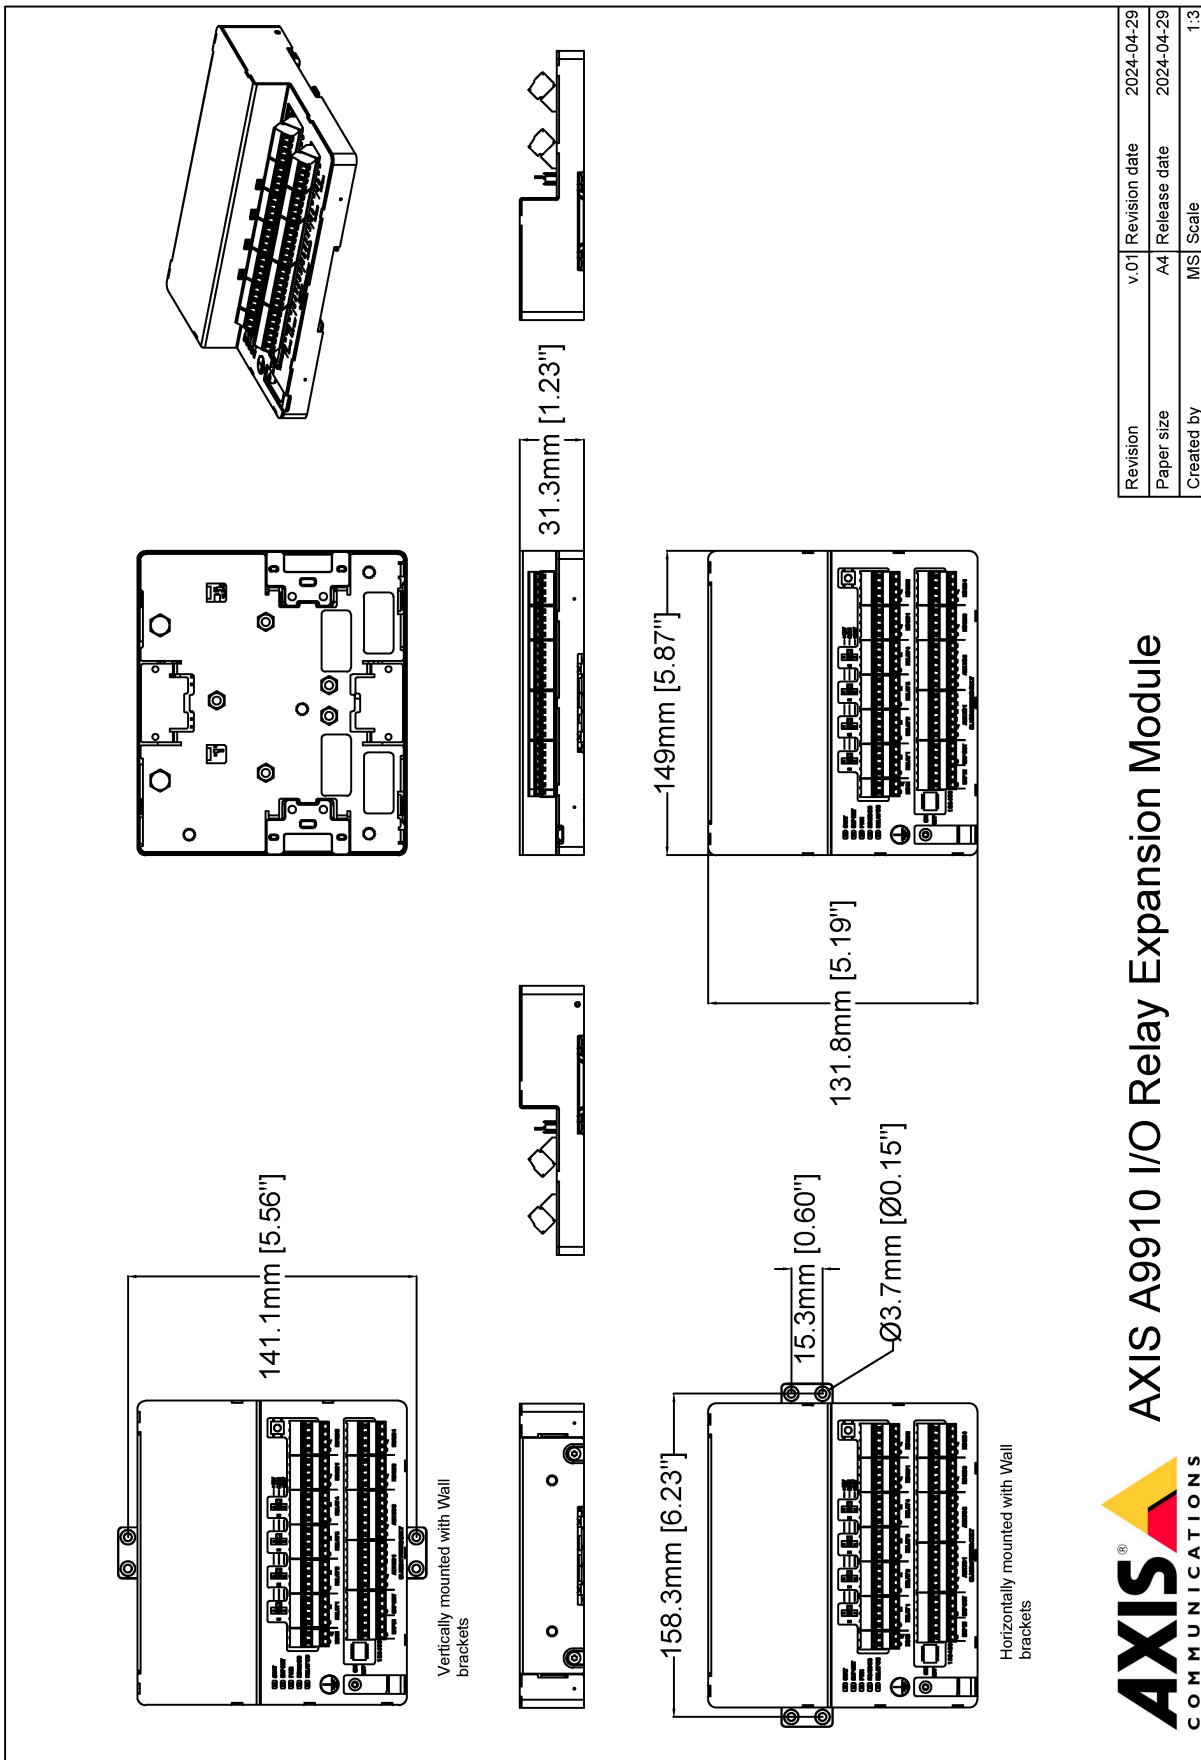 141.1mm [5.56"]
Vertically mounted with Wall
brackets
31.3mm [1.23"]
158.3mm [6.23"]
15.3mm [0.60"]
Ø3.7mm [Ø0.15"]
Horizontally mounted with Wall
brackets
131.8mm [5.19"]
149mm [5.87"]
AXIS®
COMMUNICATIONS
AXIS A9910 I/O Relay Expansion Module
Revision v.01 Revision date 2024-04-29
Paper size A4 Release date 2024-04-29
Created by MS Scale 1:3